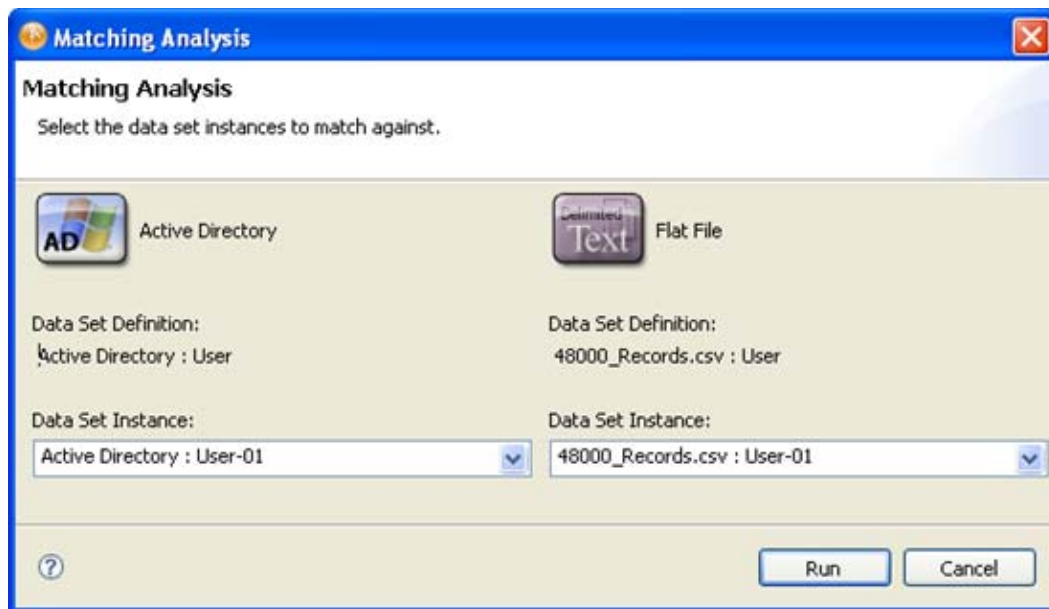 Matching Analysis
Matching Analysis
Select the data set instances to match against.
AD
Active Directory
Delimited
Text
Flat File
Data Set Definition:
Active Directory : User
Data Set Definition:
48000_Records.csv : User
Data Set Instance:
Active Directory : User-01
Data Set Instance:
48000_Records.csv : User-01
?
Run
Cancel